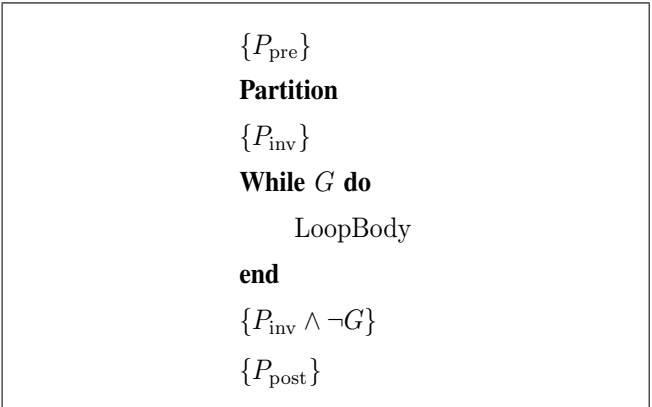 {P_pre}
Partition
{P_inv}
While G do
LoopBody
end
{P_inv ∧ ¬G}
{P_post}